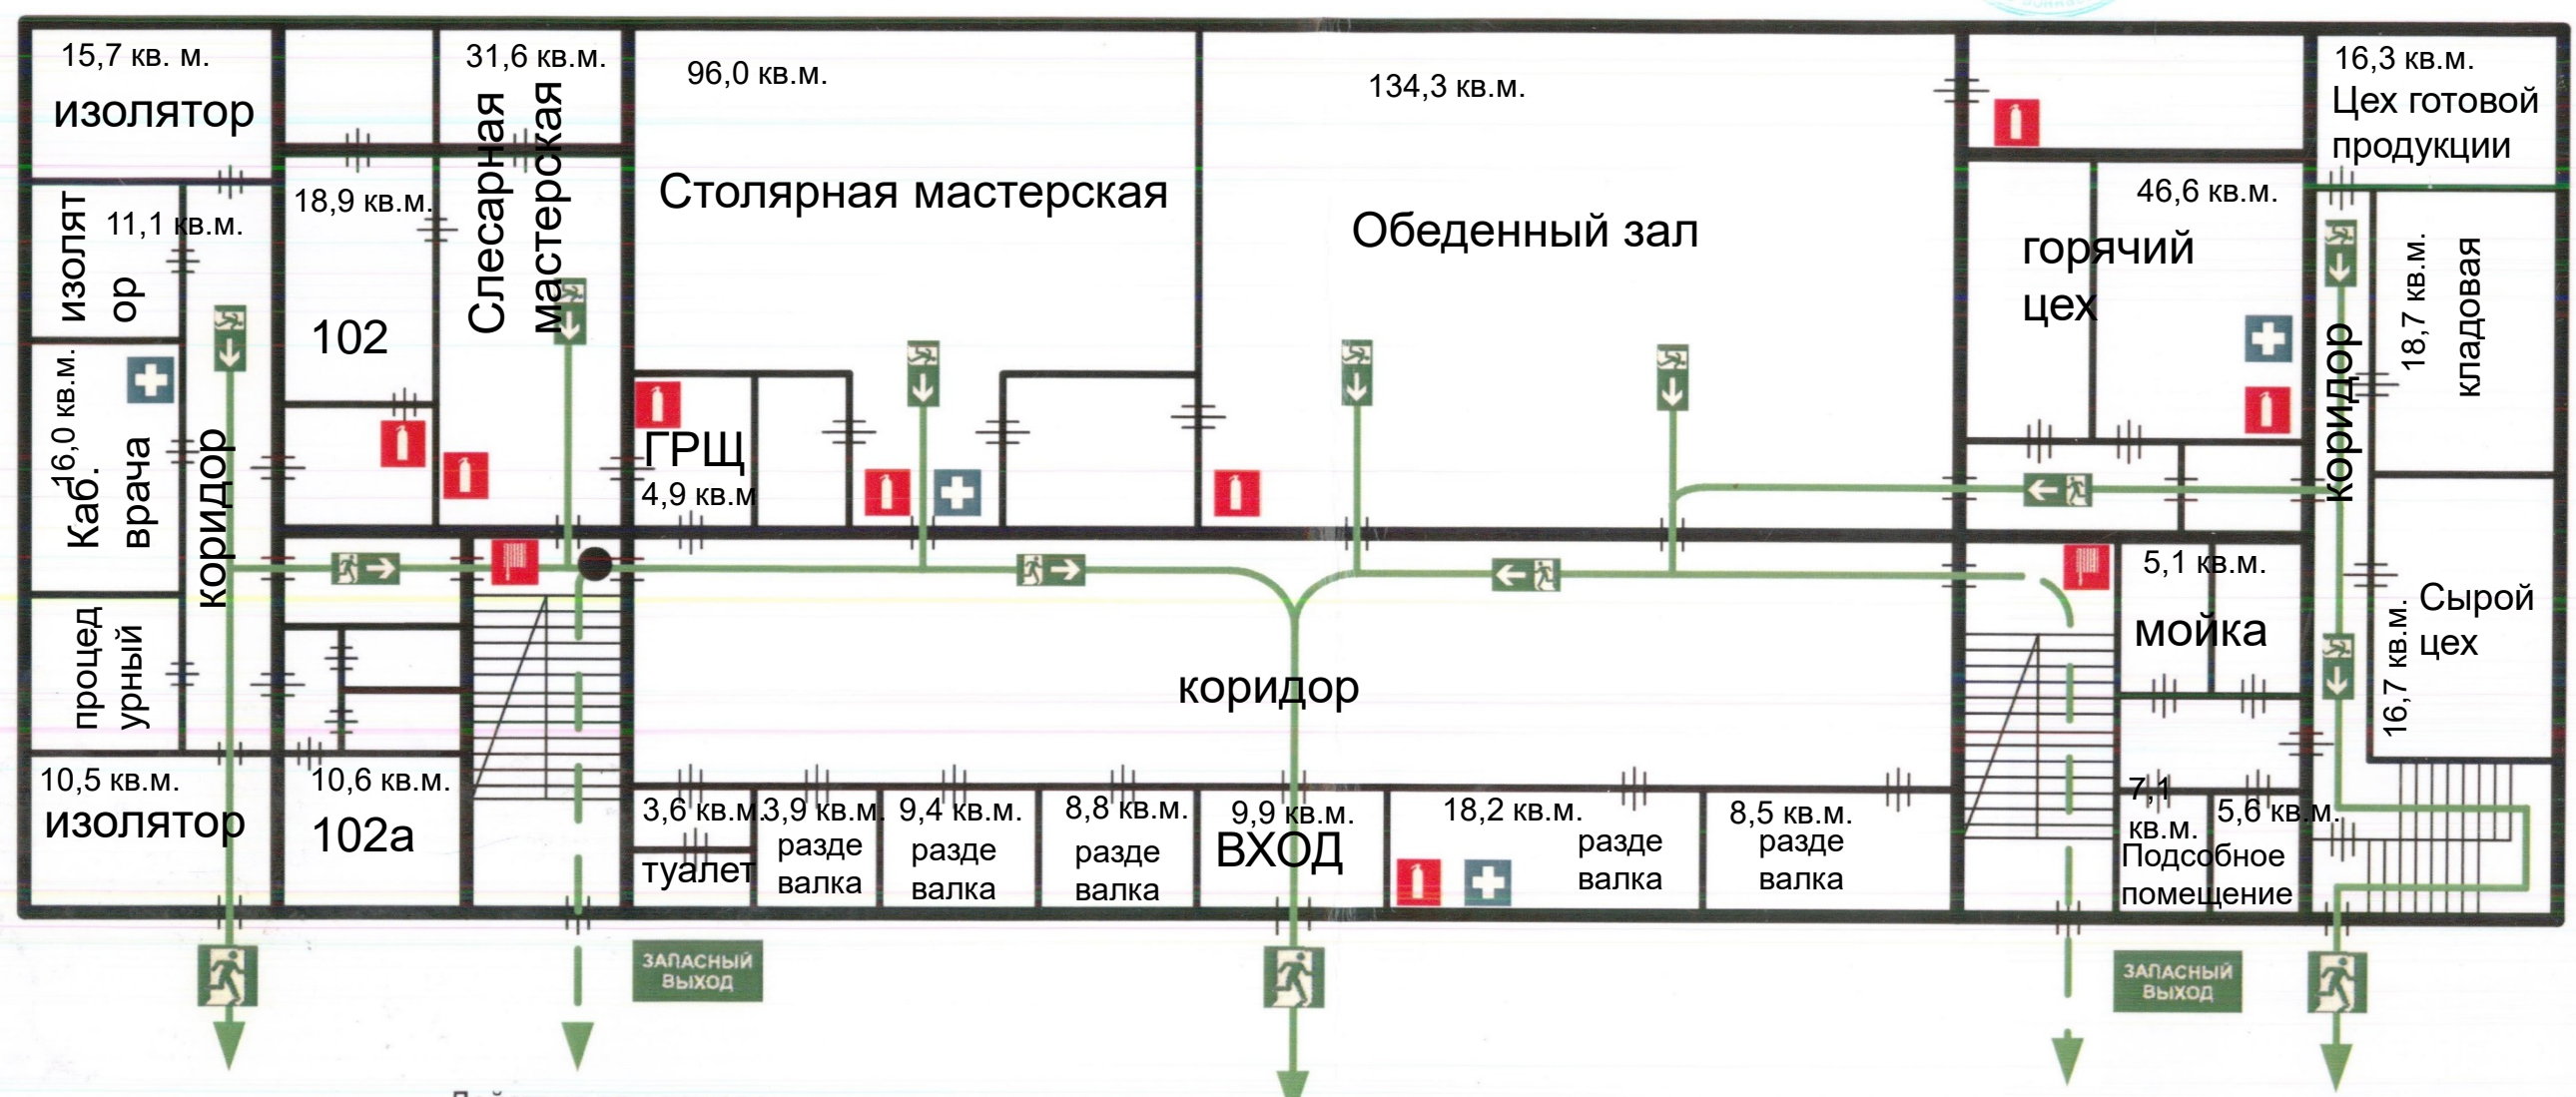 15,7 кв. м.
изолятор
11,1 кв.м.
изолят
ор
16,0 кв.м.
Каб.
врача
процед
урный
коридор
10,5 кв.м.
изолятор
18,9 кв.м.
102
10,6 кв.м.
102а
31,6 кв.м.
Слесарная
мастерская
96,0 кв.м.
Столярная мастерская
ГРЩ
4,9 кв.м
134,3 кв.м.
Обеденный зал
коридор
3,6 кв.м.
туалет
3,9 кв.м.
разде
валка
9,4 кв.м.
разде
валка
8,8 кв.м.
разде
валка
9,9 кв.м.
ВХОД
18,2 кв.м.
разде
валка
8,5 кв.м.
разде
валка
46,6 кв.м.
горячий
цех
5,1 кв.м.
мойка
7,1
кв.м.
5,6 кв.м.
Подсобное
помещение
16,3 кв.м.
Цех готовой
продукции
коридор
18,7 кв.м.
кладовая
16,7 кв.м.
Сырой
цех
ЗАПАСНЫЙ
ВЫХОД
ЗАПАСНЫЙ
ВЫХОД